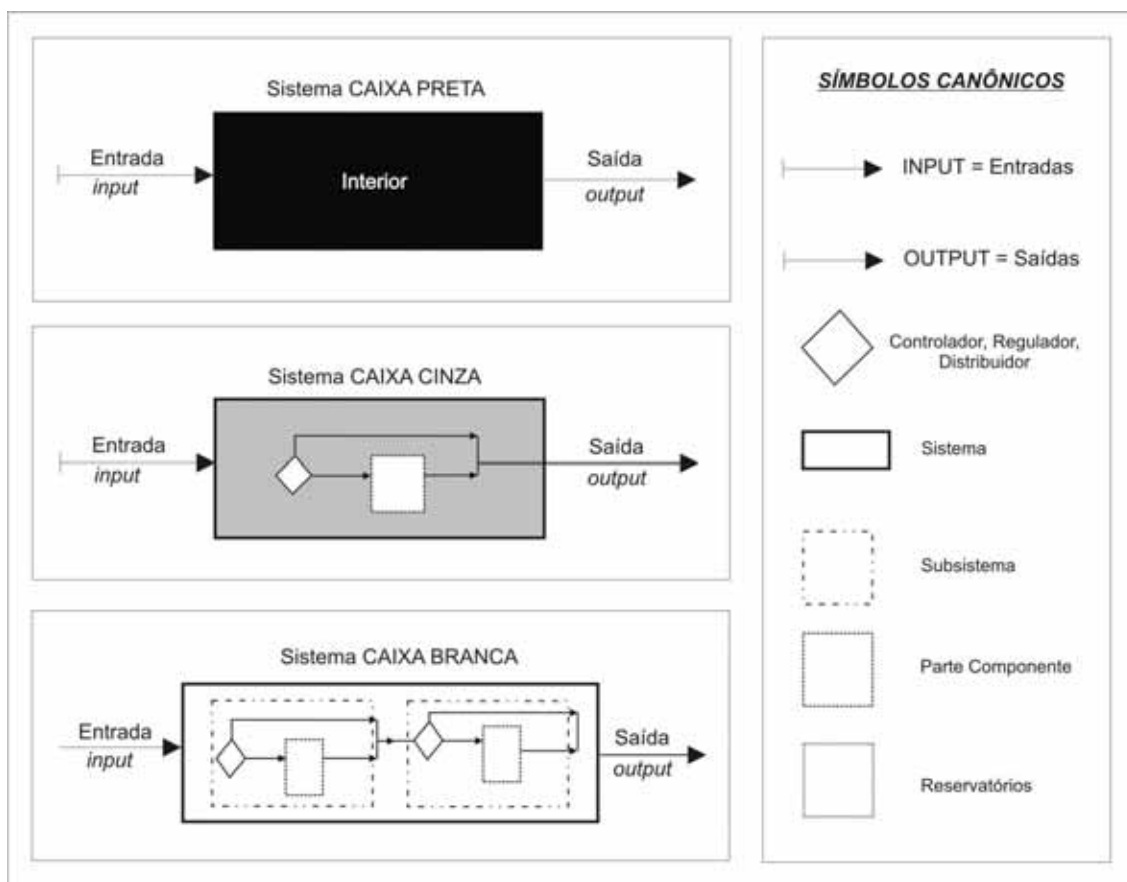 Sistema CAIXA PRETA
Entrada
input
Interior
Saída
output
Sistema CAIXA CINZA
Entrada
input
Saída
output
Sistema CAIXA BRANCA
Entrada
input
Saída
output
SÍMBOLOS CANÔNICOS
INPUT = Entradas
OUTPUT = Saídas
Controlador, Regulador,
Distribuidor
Sistema
Subsistema
Parte Componente
Reservatórios